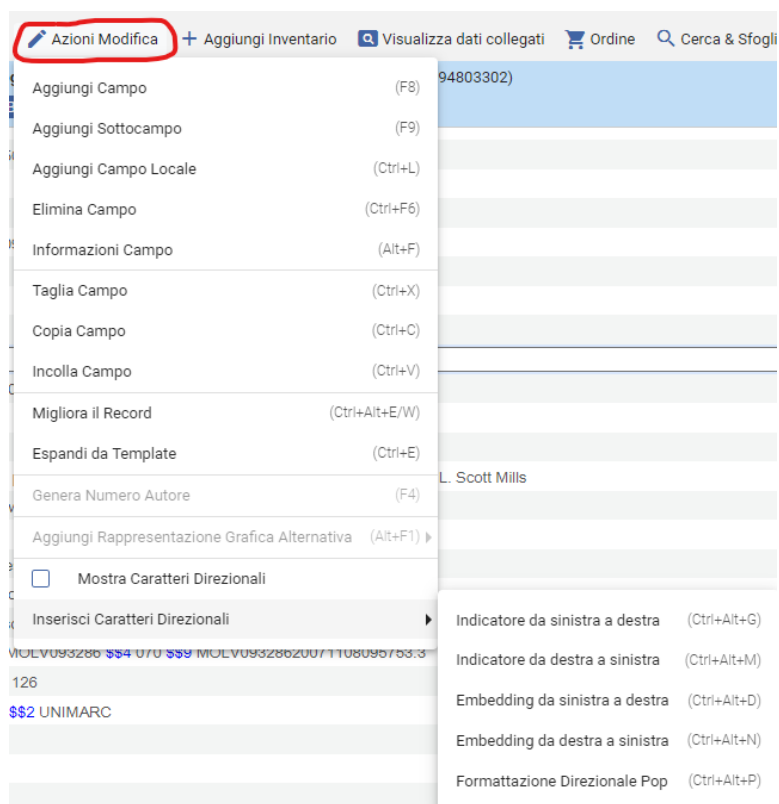 Azioni Modifica + Aggiungi Inventario Visualizza dati collegati Ordine Cerca & Sfogli
94803302)
Aggiungi Campo (F8)
Aggiungi Sottocampo (F9)
Aggiungi Campo Locale (Ctrl+L)
Elimina Campo (Ctrl+F6)
Informazioni Campo (Alt+F)
Taglia Campo (Ctrl+X)
Copia Campo (Ctrl+C)
Incolla Campo (Ctrl+V)
Migliora il Record (Ctrl+Alt+E/W)
Espandi da Template (Ctrl+E)
L. Scott Mills
Genera Numero Autore (F4)
Aggiungi Rappresentazione Grafica Alternativa (Alt+F1)
Mostra Caratteri Direzionali
Inserisci Caratteri Direzionali
Indicatore da sinistra a destra (Ctrl+Alt+G)
MOLV093286 $$4 070 $$9 MOLV09328620071108095753.3
Indicatore da destra a sinistra (Ctrl+Alt+M)
126
Embedding da sinistra a destra (Ctrl+Alt+D)
$$2 UNIMARC
Embedding da destra a sinistra (Ctrl+Alt+N)
Formattazione Direzionale Pop (Ctrl+Alt+P)